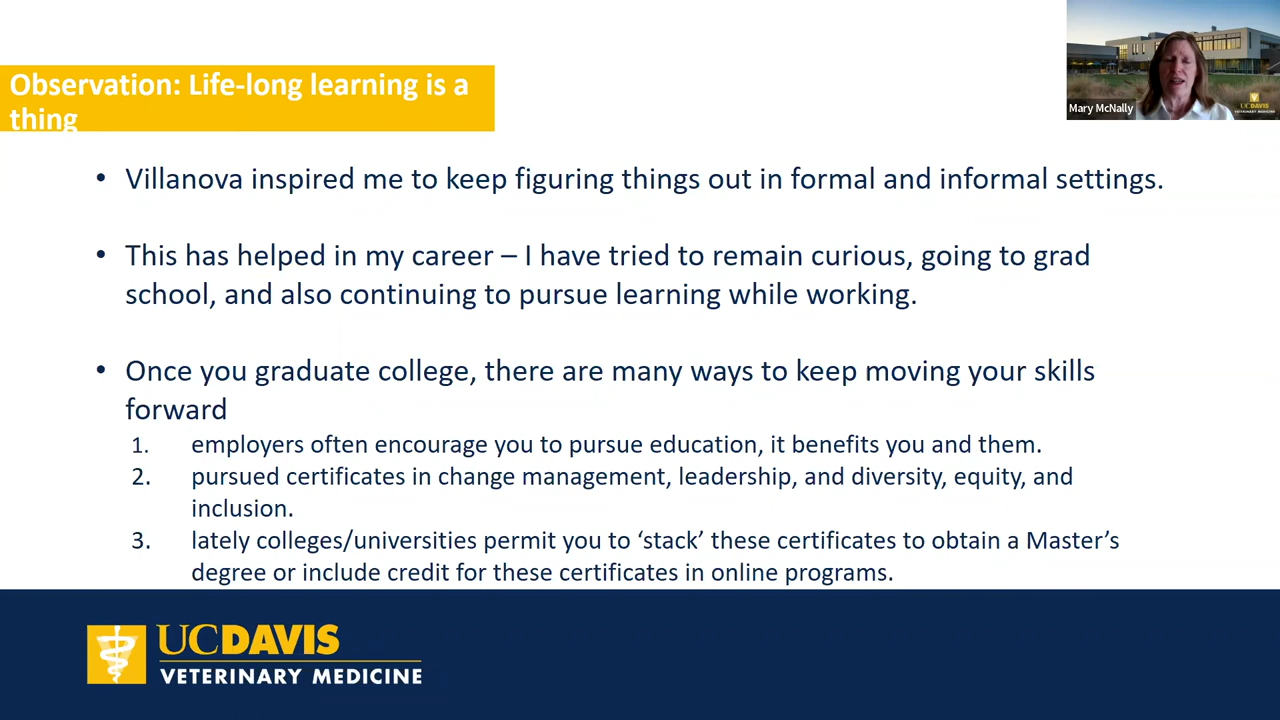 Observation: Life-long learning is a
thing
Mary McNally
UCDAVIS
VETERINARY MEDICINE
• Villanova inspired me to keep figuring things out in formal and informal settings.
• This has helped in my career – I have tried to remain curious, going to grad
school, and also continuing to pursue learning while working.
• Once you graduate college, there are many ways to keep moving your skills
forward
1. employers often encourage you to pursue education, it benefits you and them.
2. pursued certificates in change management, leadership, and diversity, equity, and
inclusion.
3. lately colleges/universities permit you to ‘stack’ these certificates to obtain a Master’s
degree or include credit for these certificates in online programs.
UCDAVIS
VETERINARY MEDICINE